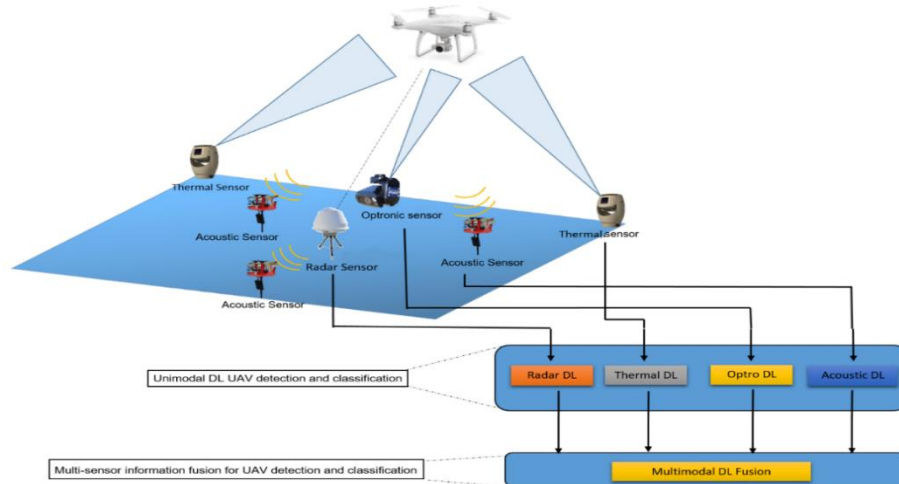 Thermal Sensor
Optronic sensor
Acoustic Sensor
Thermal sensor
Radar Sensor
Acoustic Sensor
Acoustic Sensor
Unimodal DL UAV detection and classification
Radar DL
Thermal DL
Optro DL
Acoustic DL
Multi-sensor information fusion for UAV detection and classification
Multimodal DL Fusion